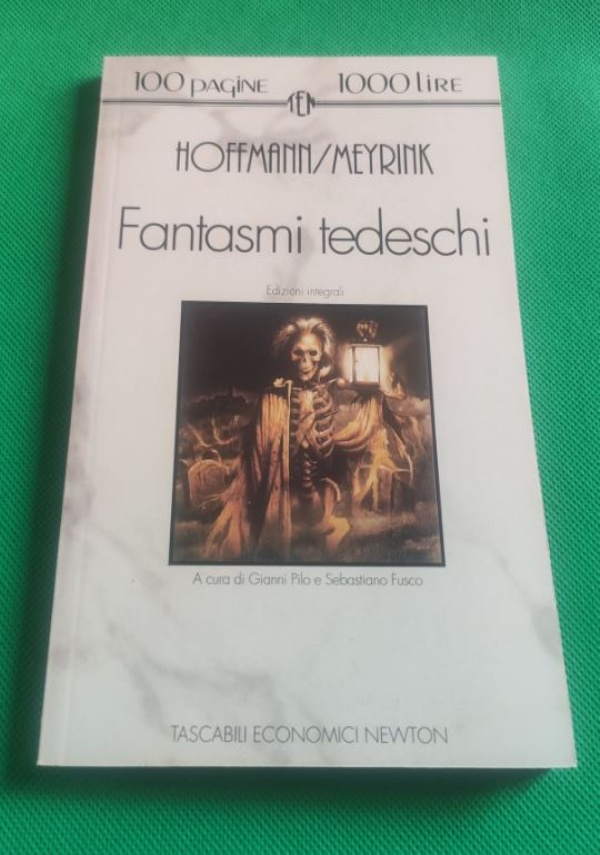 100 pagine 1000 lire
TEN
HOFFMANN/MEYRINK
Fantasmi tedeschi
Edizioni integrali
A cura di Gianni Pilo e Sebastiano Fusco
TASCABILI ECONOMICI NEWTON